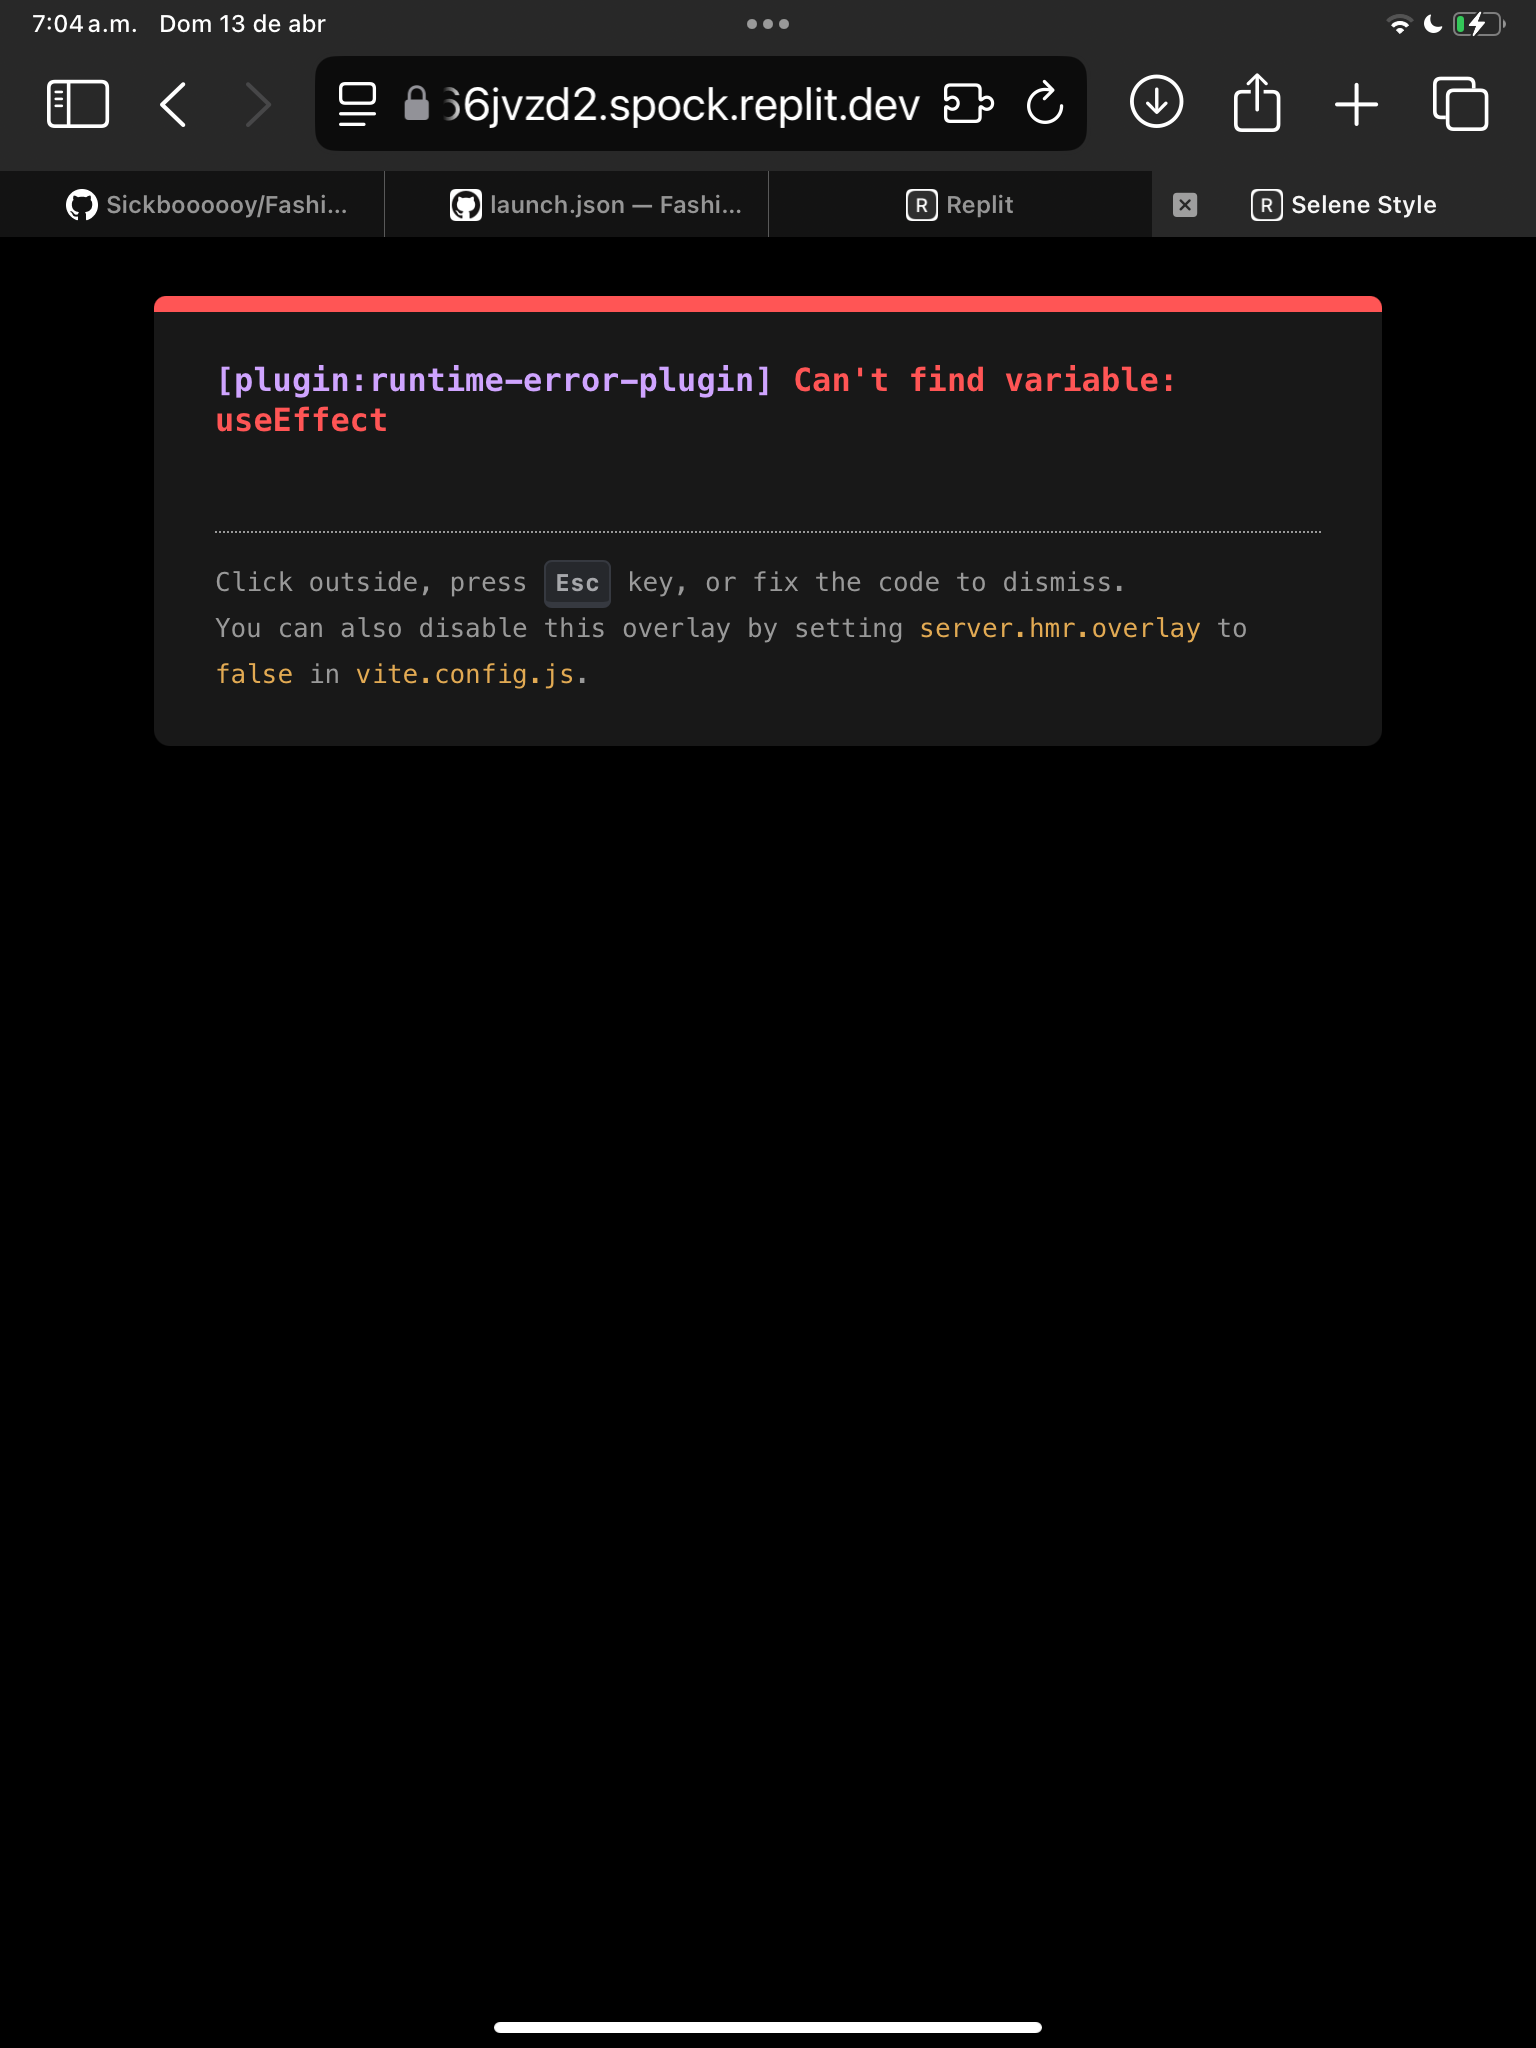 7:04 a.m. Dom 13 de abr
66jvzd2.spock.replit.dev
Sickboooooy/Fashi...
launch.json — Fashi...
R Replit
R Selene Style
[plugin:runtime-error-plugin] Can't find variable:
useEffect
Click outside, press Esc key, or fix the code to dismiss.
You can also disable this overlay by setting server.hmr.overlay to
false in vite.config.js.